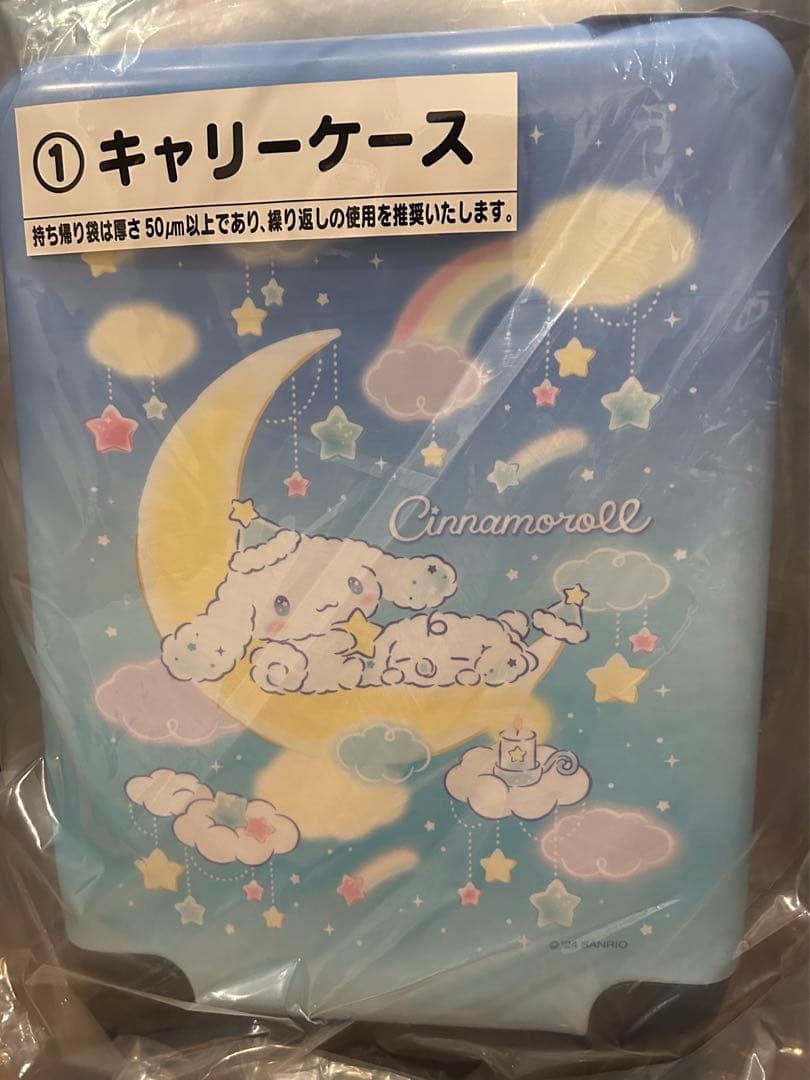 ①キャリーケース
持ち帰り袋は厚さ50μm以上であり、繰り返しの使用を推奨いたします。
Cinnamoroll
©'24 SANRIO